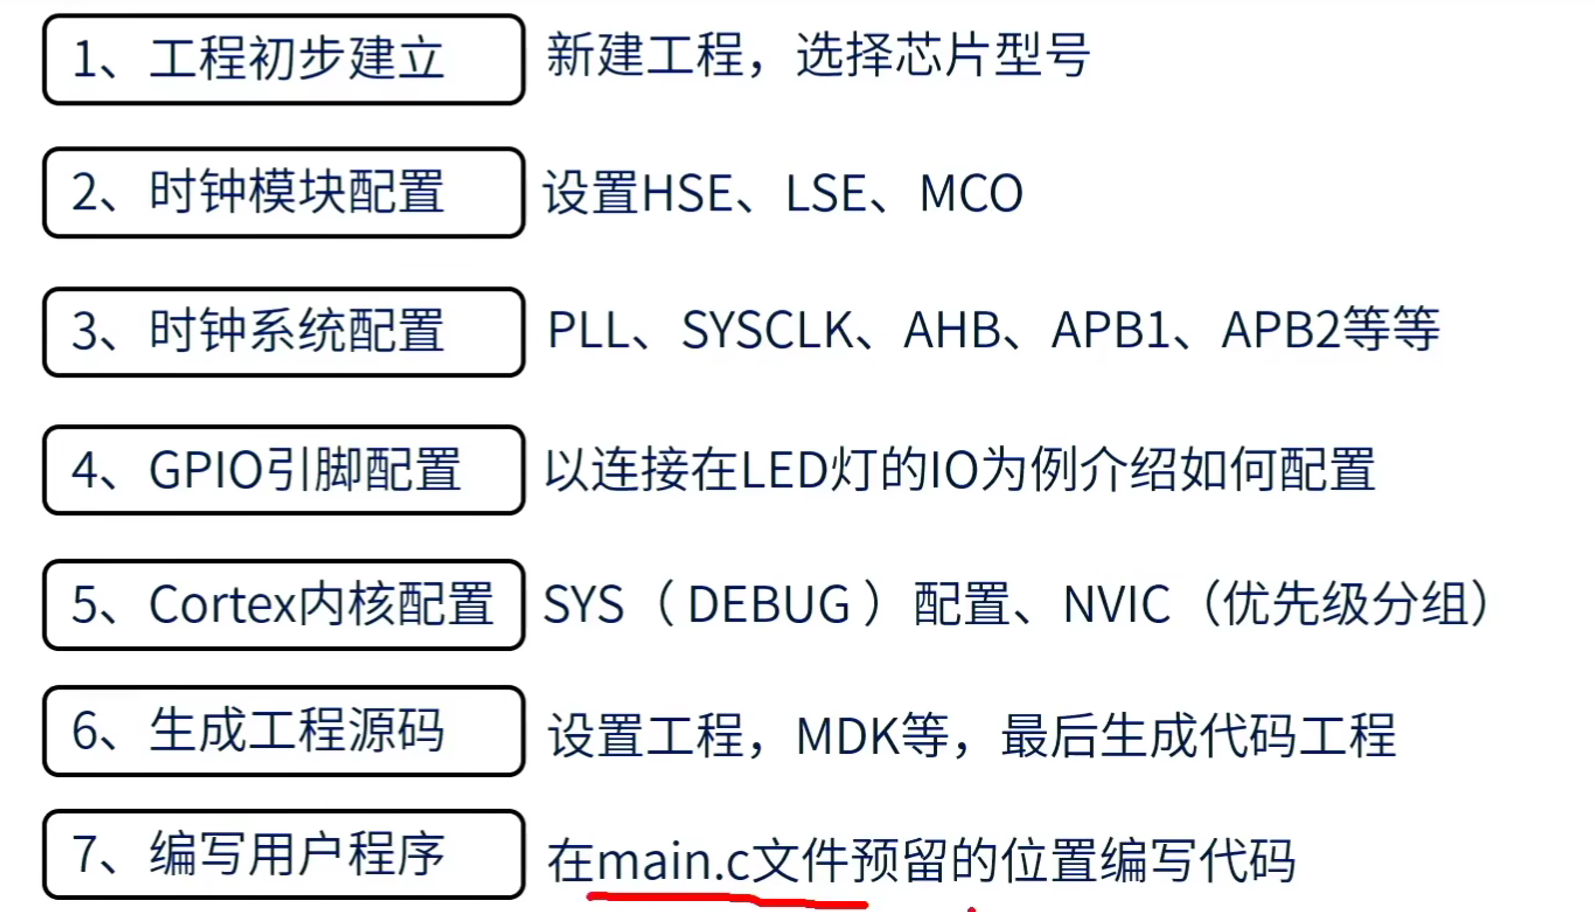 1、工程初步建立 新建工程，选择芯片型号
2、时钟模块配置 设置HSE、LSE、MCO
3、时钟系统配置 PLL、SYSCLK、AHB、APB1、APB2等等
4、GPIO引脚配置 以连接在LED灯的IO为例介绍如何配置
5、Cortex内核配置 SYS（DEBUG）配置、NVIC（优先级分组）
6、生成工程源码 设置工程，MDK等，最后生成代码工程
7、编写用户程序 在main.c文件预留的位置编写代码